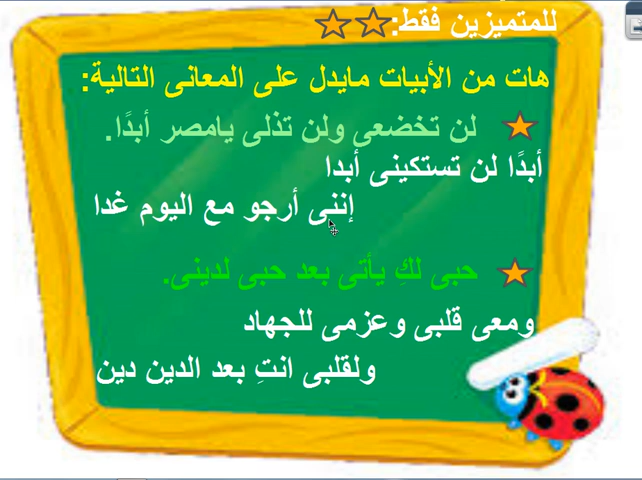 للمتميزين فقط:
هات من الأبيات مايدل على المعانى التالية:
لن تخضعى ولن تذلى يامصر أبدًا.
أبدًا لن تستكينى أبدا
إننى أرجو مع اليوم غدا
حبى لكِ يأتى بعد حبى لدينى.
ومعى قلبى وعزمى للجهاد
ولقلبى انتِ بعد الدين دين